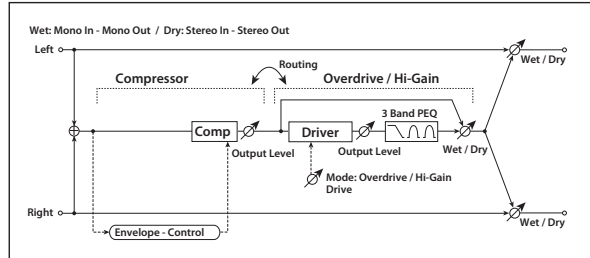 Wet: Mono In - Mono Out / Dry: Stereo In - Stereo Out
Left
Wet / Dry
Routing
Compressor
Overdrive / Hi-Gain
3 Band PEQ
Comp
Driver
Output Level
Output Level
Wet / Dry
Mode: Overdrive / Hi-Gain
Drive
Right
Wet / Dry
Envelope - Control